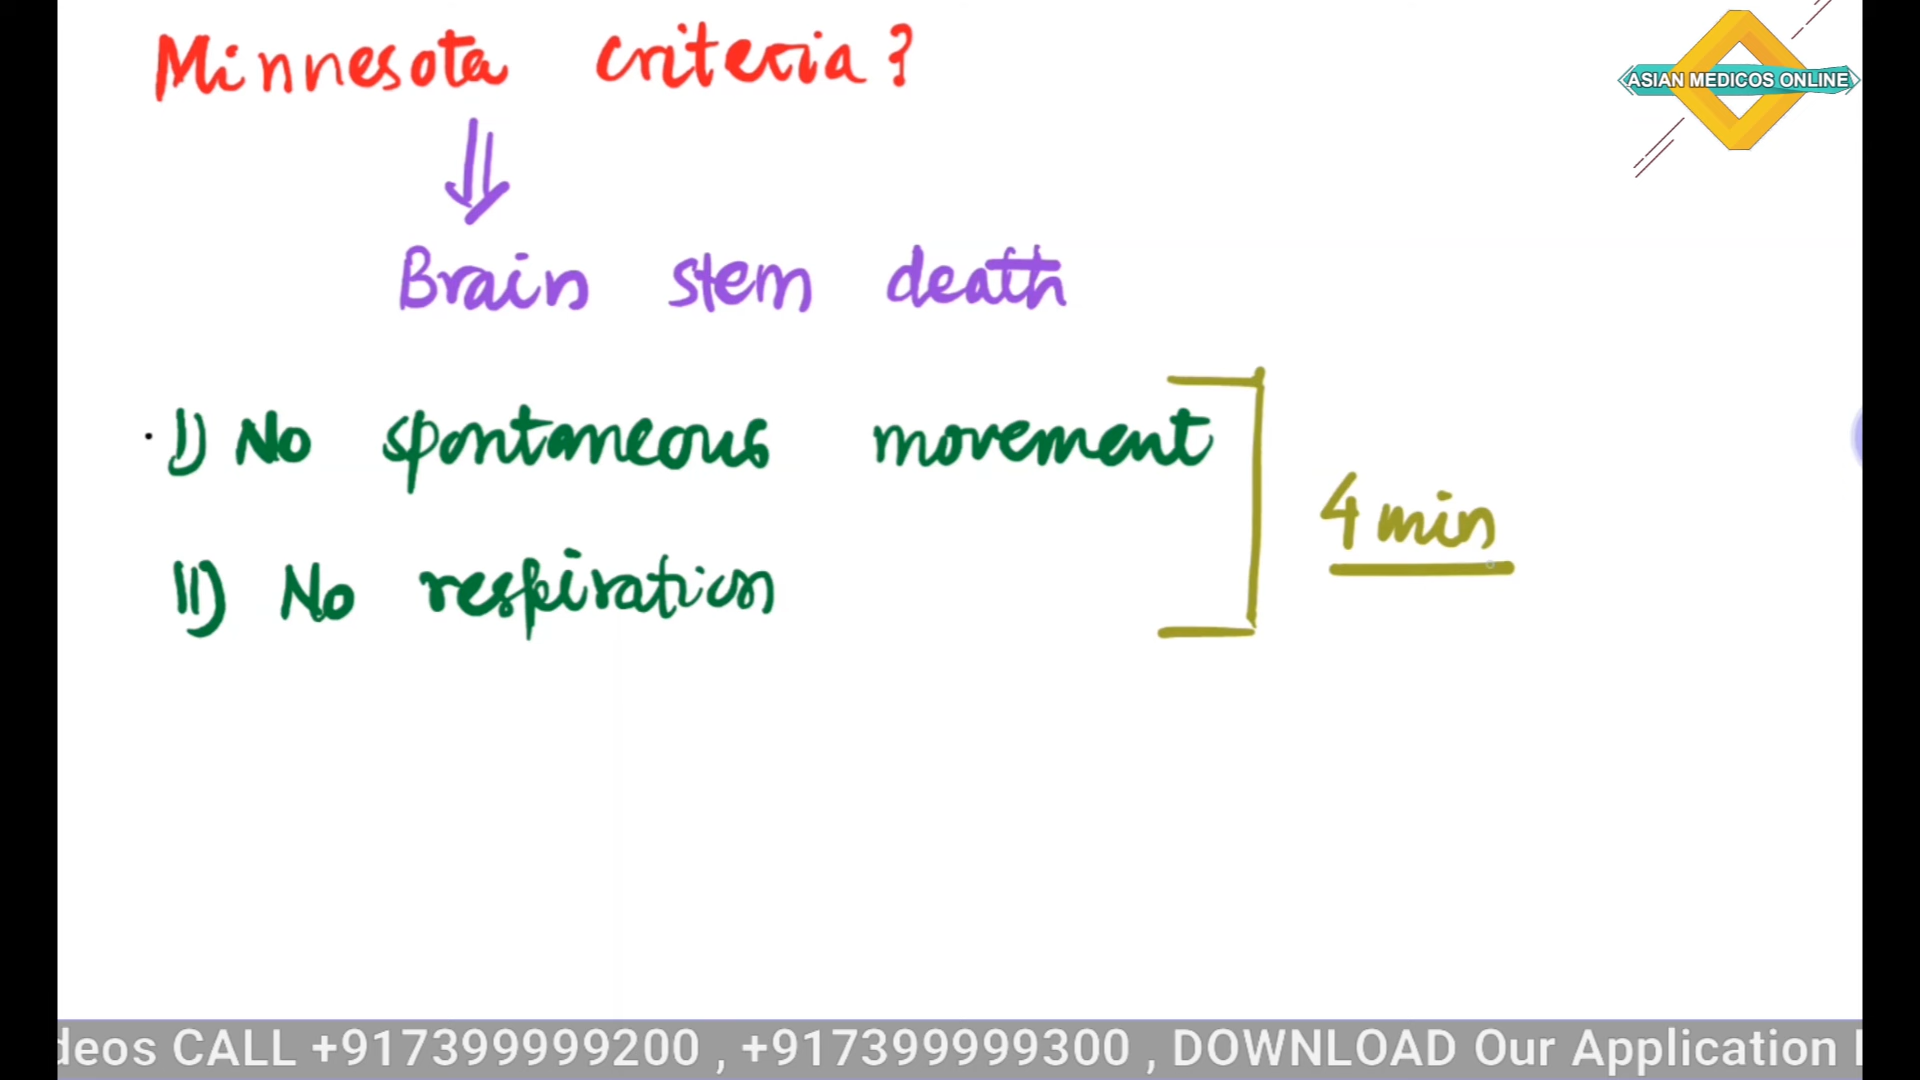 Minnesota criteria?
ASIAN MEDICOS ONLINE
Brain stem death
I) No spontaneous movement
4 min
II) No respiration
deos CALL +917399999200 , +917399999300 , DOWNLOAD Our Application